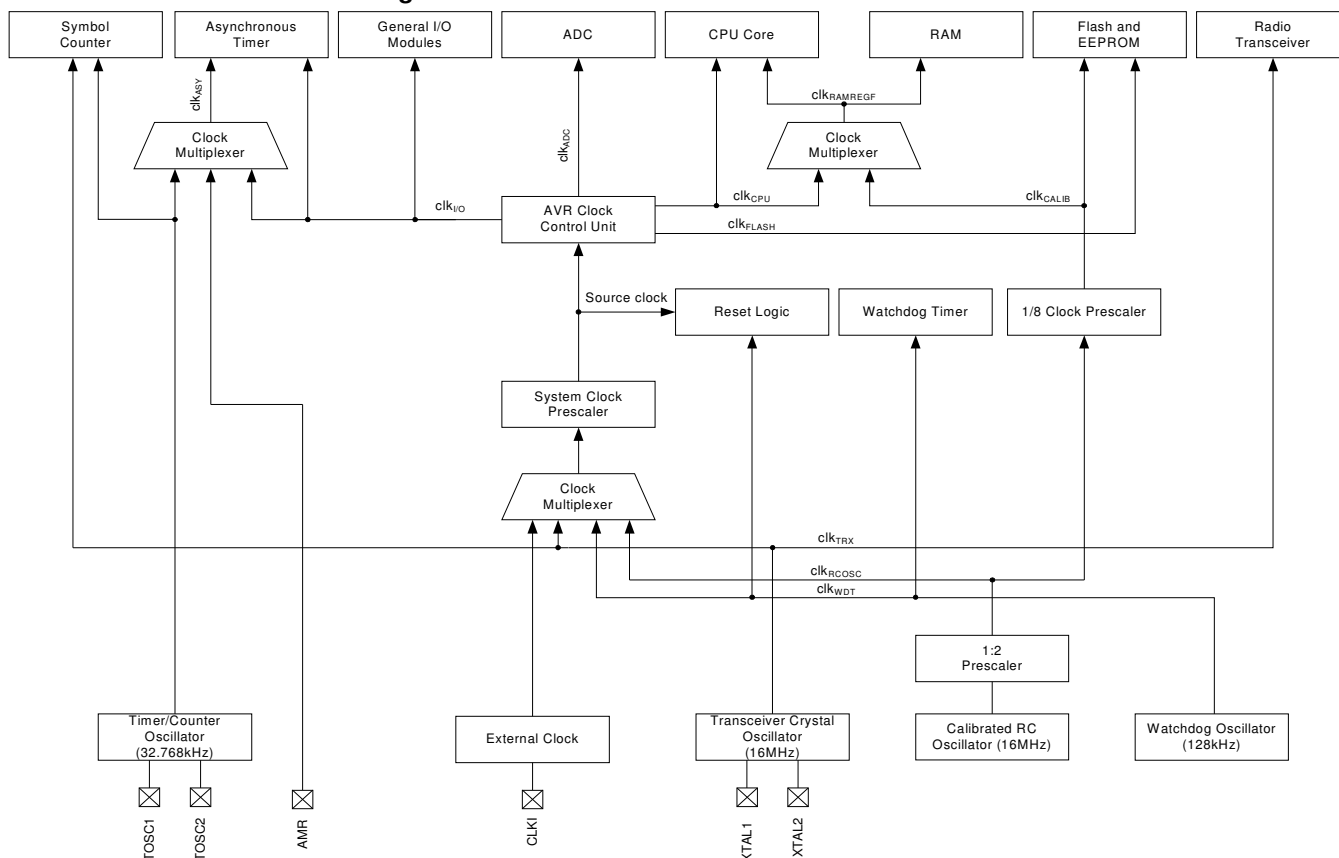 Symbol
Counter
Asynchronous
Timer
General I/O
Modules
ADC
CPU Core
RAM
Flash and
EEPROM
Radio
Transceiver
clkASY
clkADC
clkRAMREGF
Clock
Multiplexer
Clock
Multiplexer
clkI/O
AVR Clock
Control Unit
clkCPU
clkCALIB
clkFLASH
Source clock
Reset Logic
Watchdog Timer
1/8 Clock Prescaler
System Clock
Prescaler
Clock
Multiplexer
clkTRX
clkRCOSC
clkWDT
1:2
Prescaler
Timer/Counter
Oscillator
(32.768kHz)
External Clock
Transceiver Crystal
Oscillator
(16MHz)
Calibrated RC
Oscillator (16MHz)
Watchdog Oscillator
(128kHz)
TOSC1
TOSC2
AMR
CLKI
XTAL1
XTAL2